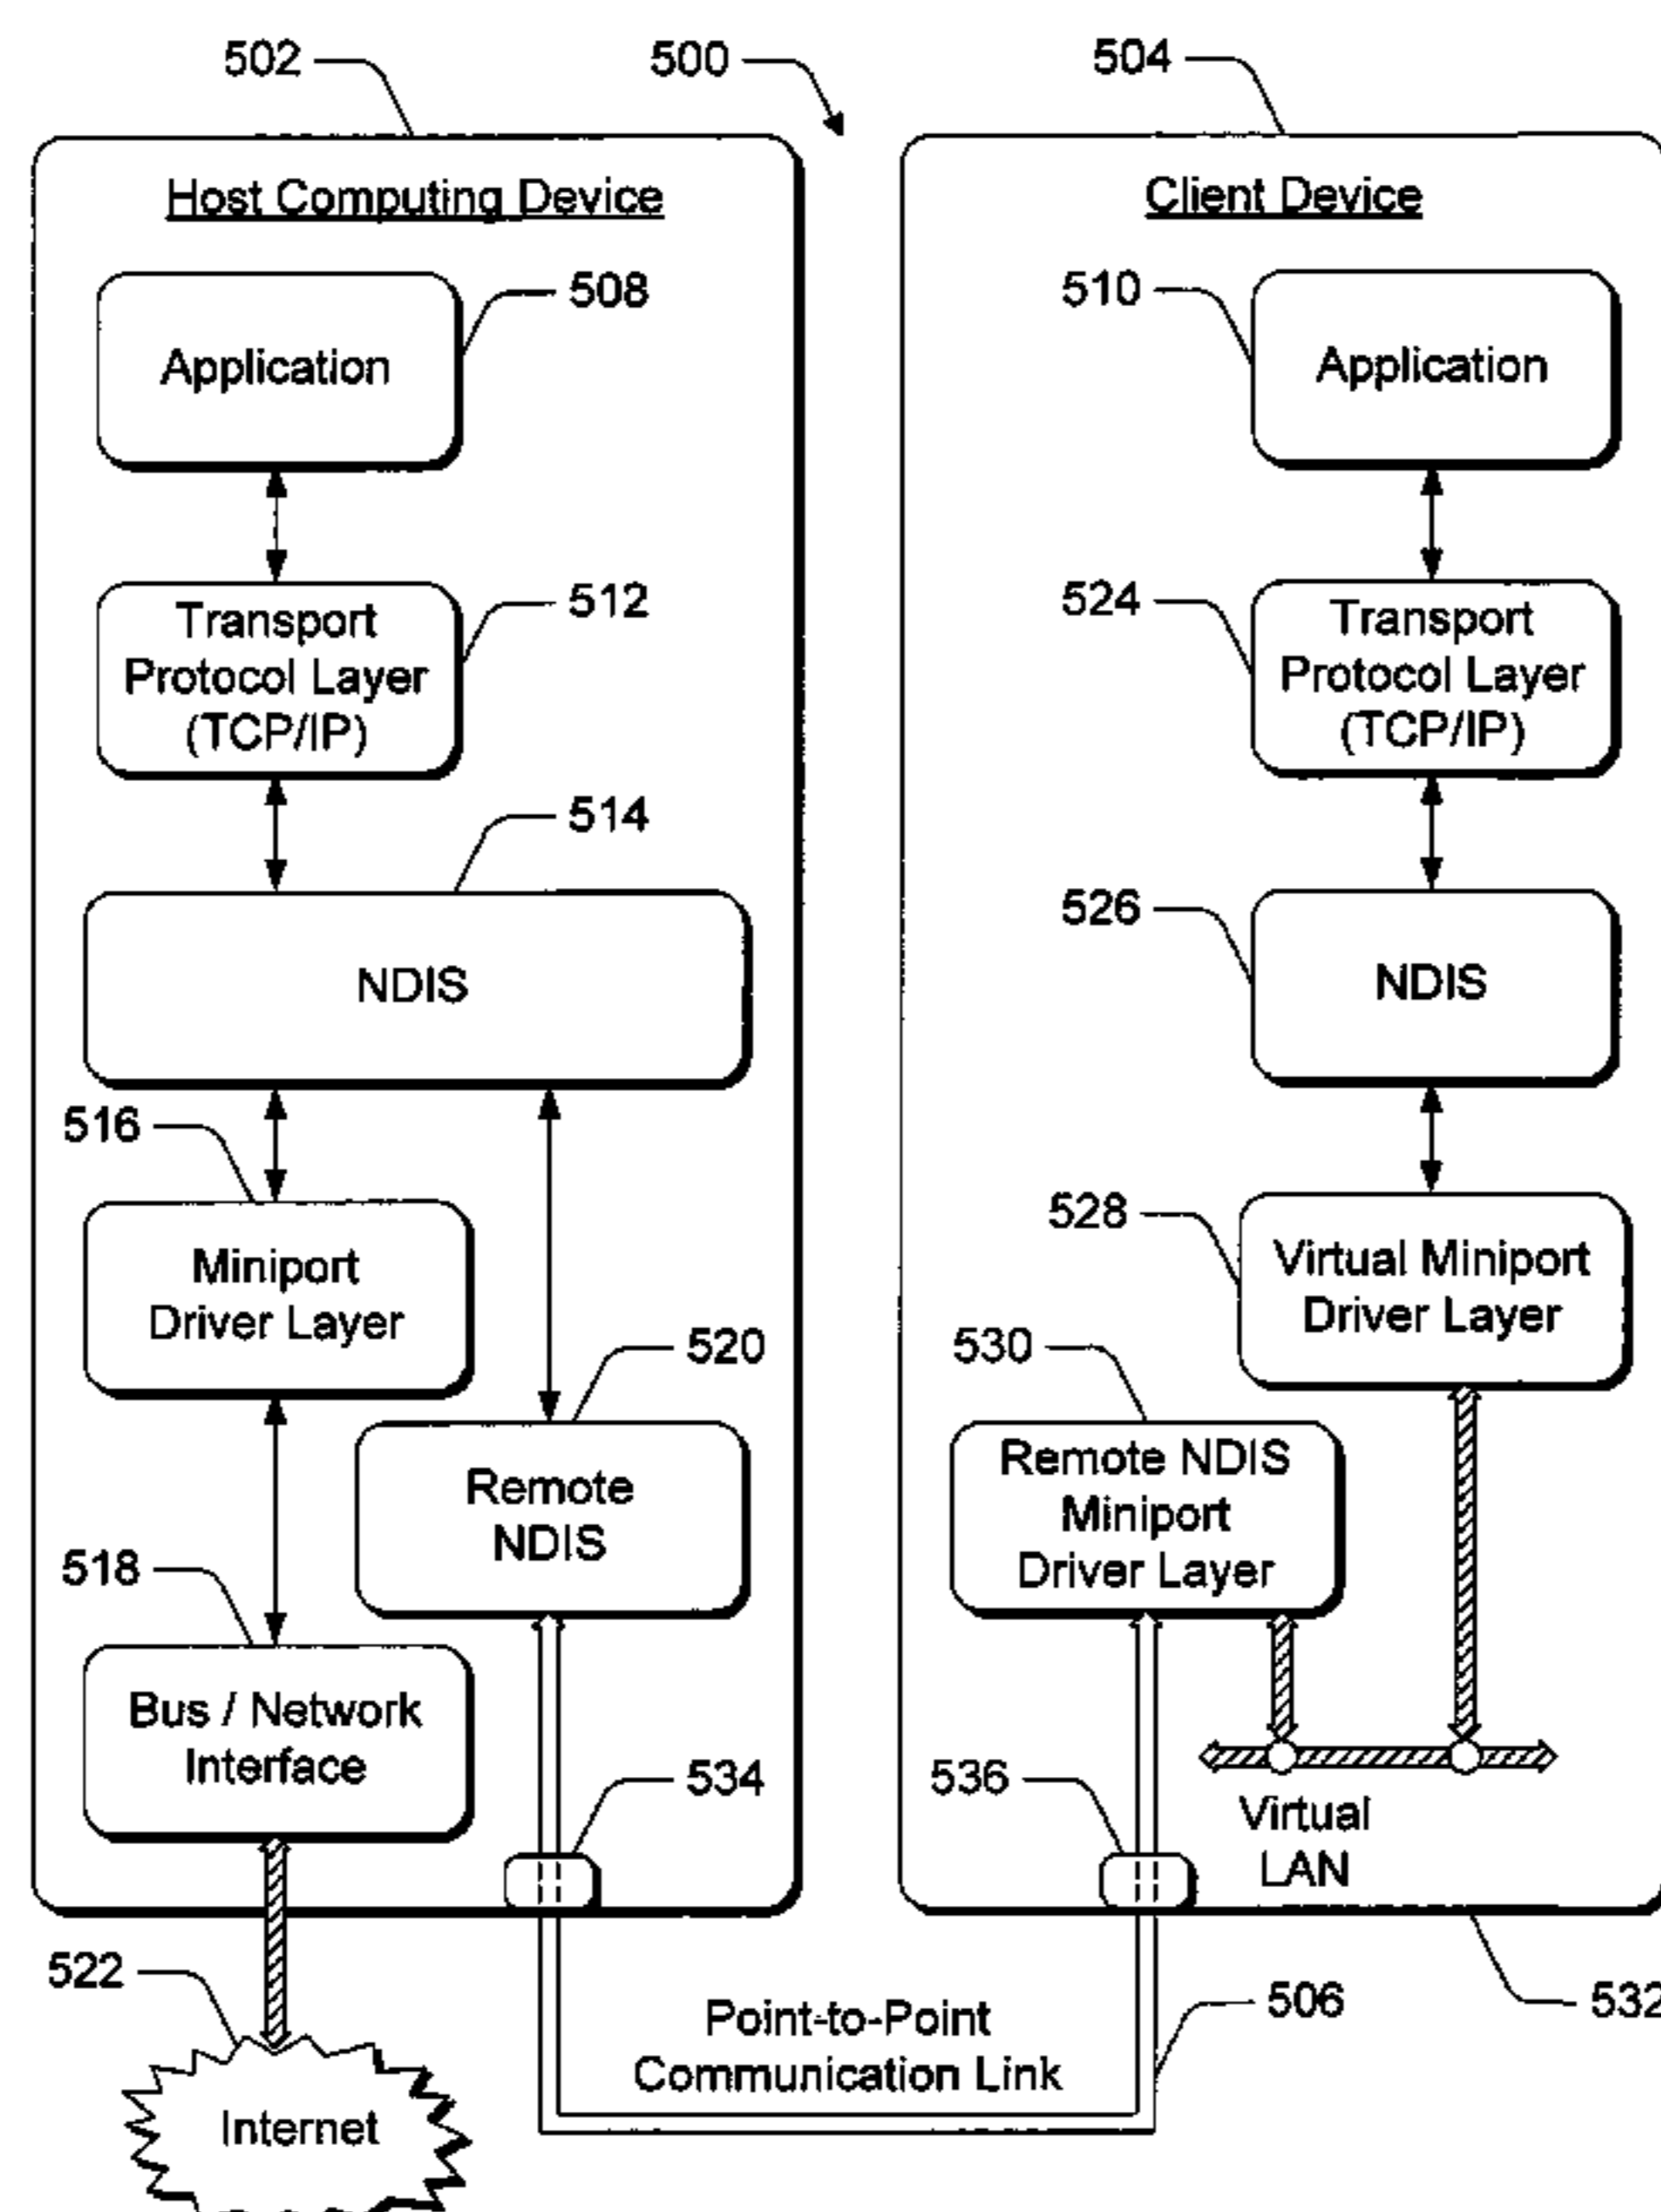 502
500
504
Host Computing Device
Client Device
508
510
Application
Application
512
524
Transport
Protocol Layer
(TCP/IP)
Transport
Protocol Layer
(TCP/IP)
514
526
NDIS
NDIS
516
528
Miniport
Driver Layer
Virtual Miniport
Driver Layer
520
530
Remote
NDIS
Remote NDIS
Miniport
Driver Layer
518
Bus / Network
Interface
534
536
Virtual
LAN
522
506
532
Point-to-Point
Communication Link
Internet